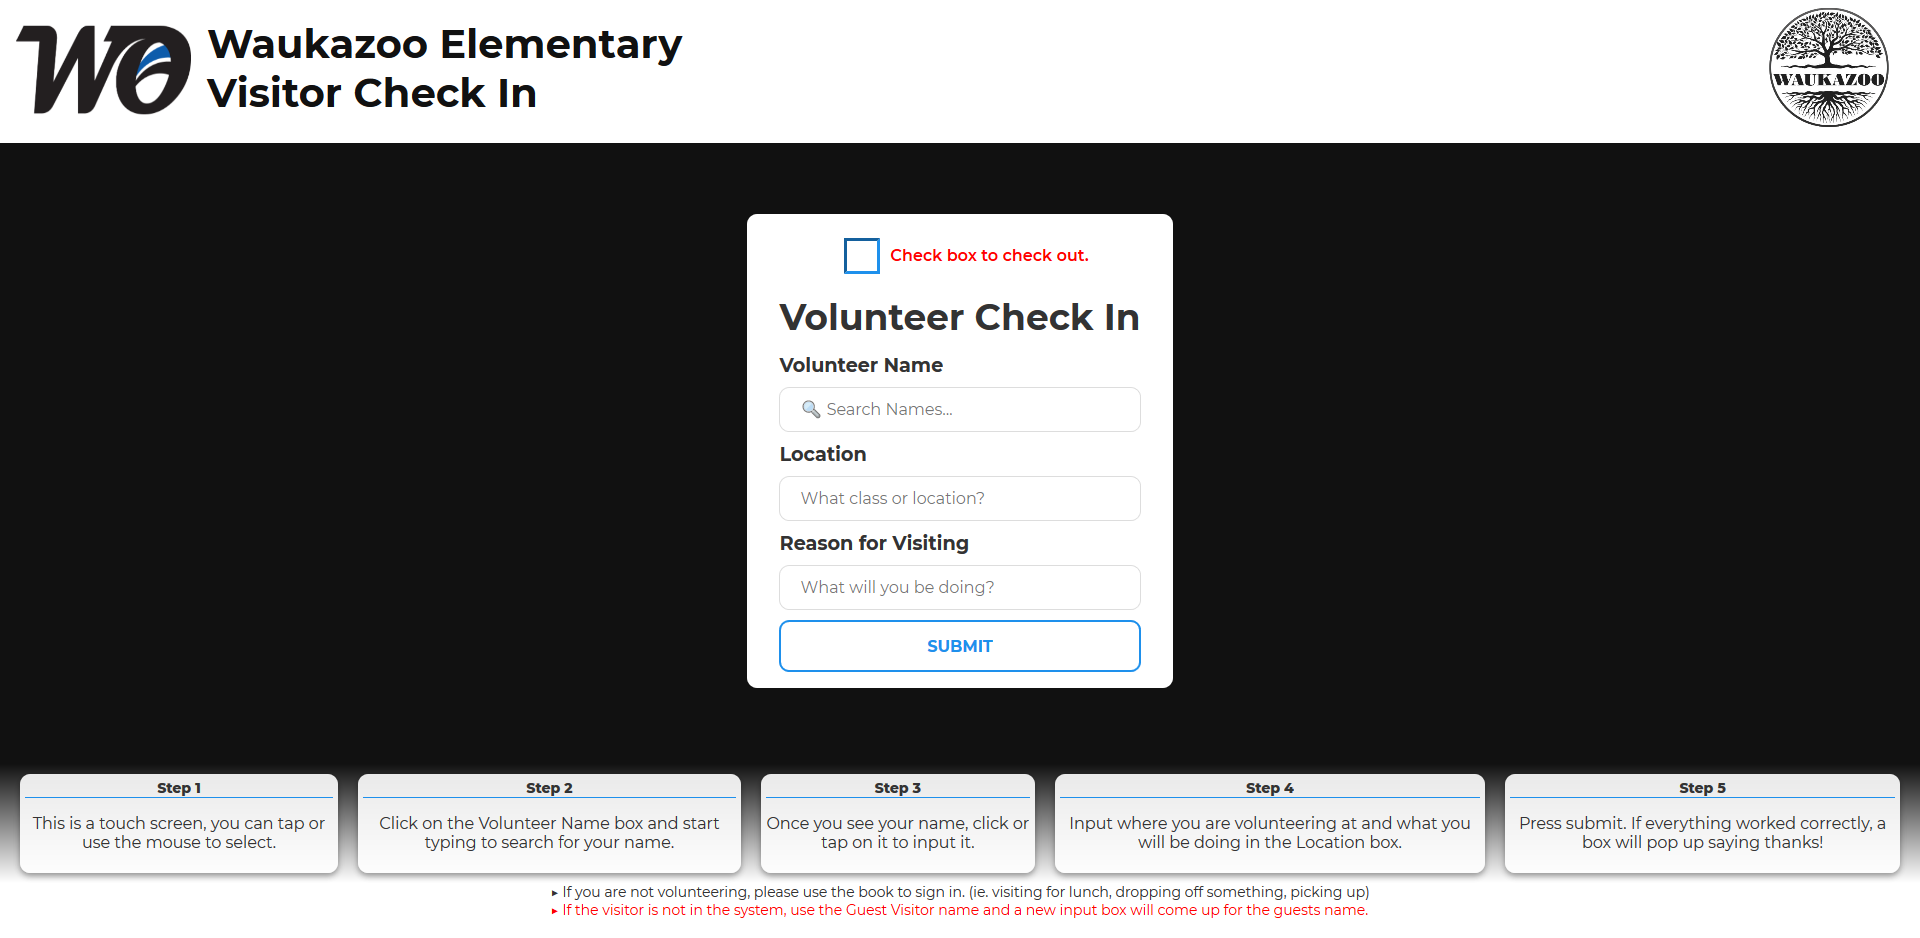 WO
Waukazoo Elementary
Visitor Check In
WAUKAZOO
Check box to check out.
Volunteer Check In
Volunteer Name
🔍 Search Names...
Location
What class or location?
Reason for Visiting
What will you be doing?
SUBMIT
Step 1
This is a touch screen, you can tap or
use the mouse to select.
Step 2
Click on the Volunteer Name box and start
typing to search for your name.
Step 3
Once you see your name, click or
tap on it to input it.
Step 4
Input where you are volunteering at and what you
will be doing in the Location box.
Step 5
Press submit. If everything worked correctly, a
box will pop up saying thanks!
▸ If you are not volunteering, please use the book to sign in. (ie. visiting for lunch, dropping off something, picking up)
▸ If the visitor is not in the system, use the Guest Visitor name and a new input box will come up for the guests name.